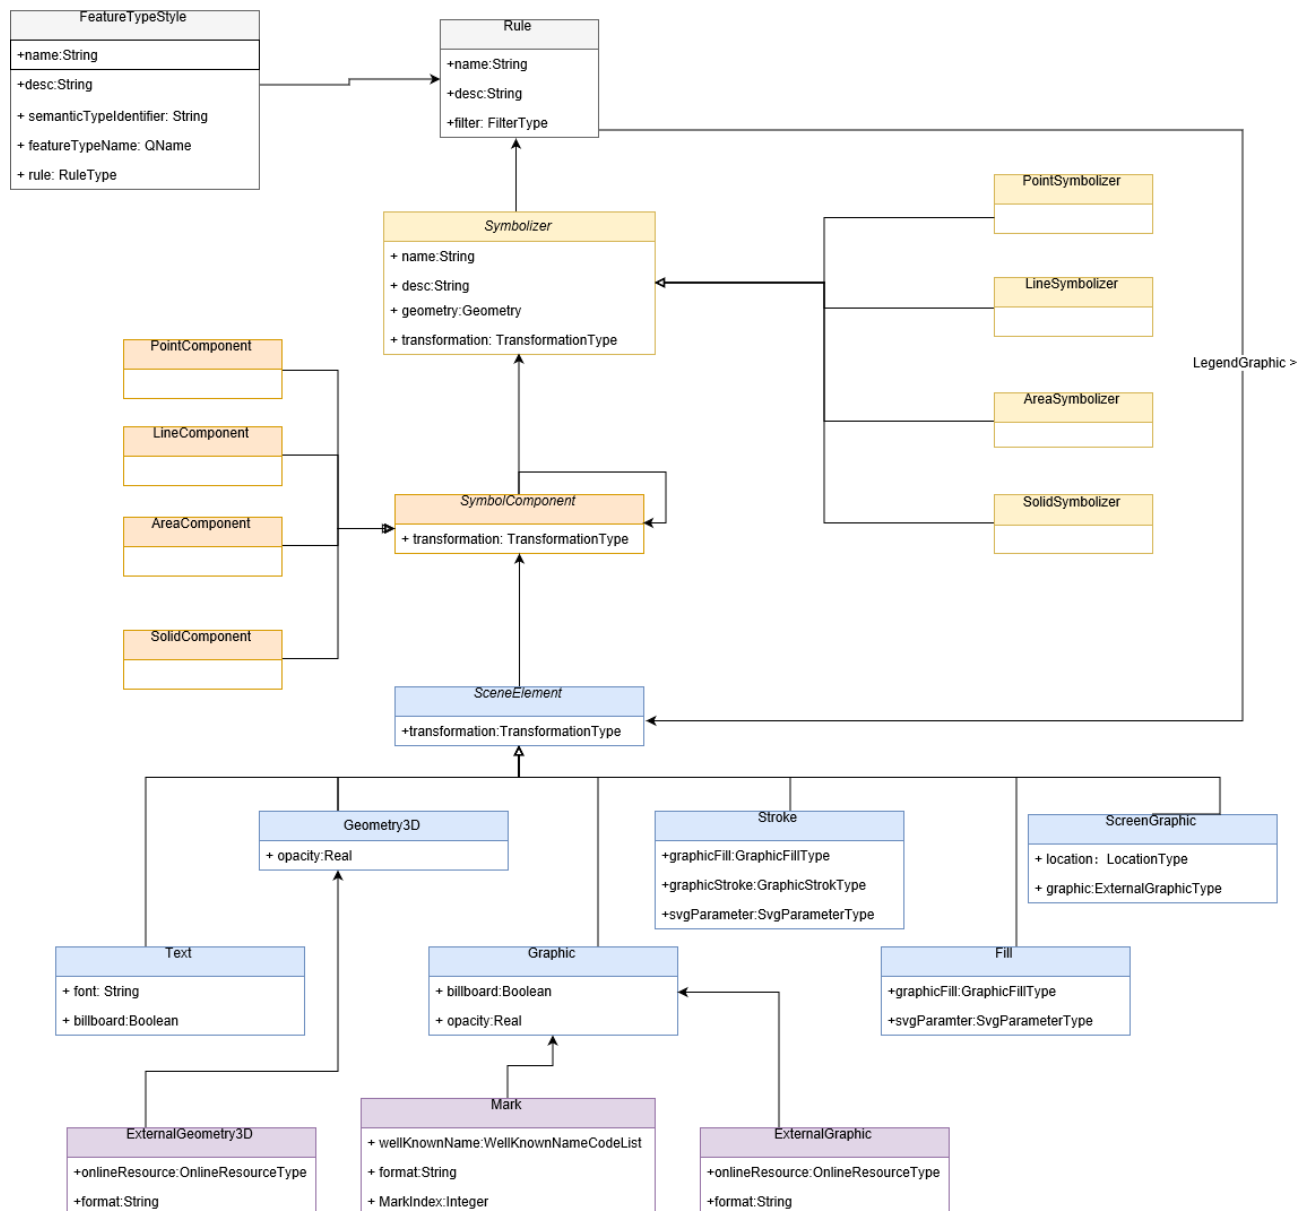 FeatureTypeStyle
+name:String
+desc:String
+ semanticTypeIdentifier: String
+ featureTypeName: QName
+ rule: RuleType
Rule
+name:String
+desc:String
+filter: FilterType
Symbolizer
+ name:String
+ desc:String
+ geometry:Geometry
+ transformation: TransformationType
PointSymbolizer
LineSymbolizer
AreaSymbolizer
SolidSymbolizer
LegendGraphic >
PointComponent
LineComponent
AreaComponent
SolidComponent
SymbolComponent
+ transformation: TransformationType
SceneElement
+transformation:TransformationType
Geometry3D
+ opacity:Real
Stroke
+graphicFill:GraphicFillType
+graphicStroke:GraphicStrokType
+svgParameter:SvgParameterType
ScreenGraphic
+ location：LocationType
+ graphic:ExternalGraphicType
Text
+ font: String
+ billboard:Boolean
Graphic
+ billboard:Boolean
+ opacity:Real
Fill
+graphicFill:GraphicFillType
+svgParamter:SvgParameterType
ExternalGeometry3D
+onlineResource:OnlineResourceType
+format:String
Mark
+ wellKnownName:WellKnownNameCodeList
+ format:String
+ MarkIndex:Integer
ExternalGraphic
+onlineResource:OnlineResourceType
+format:String